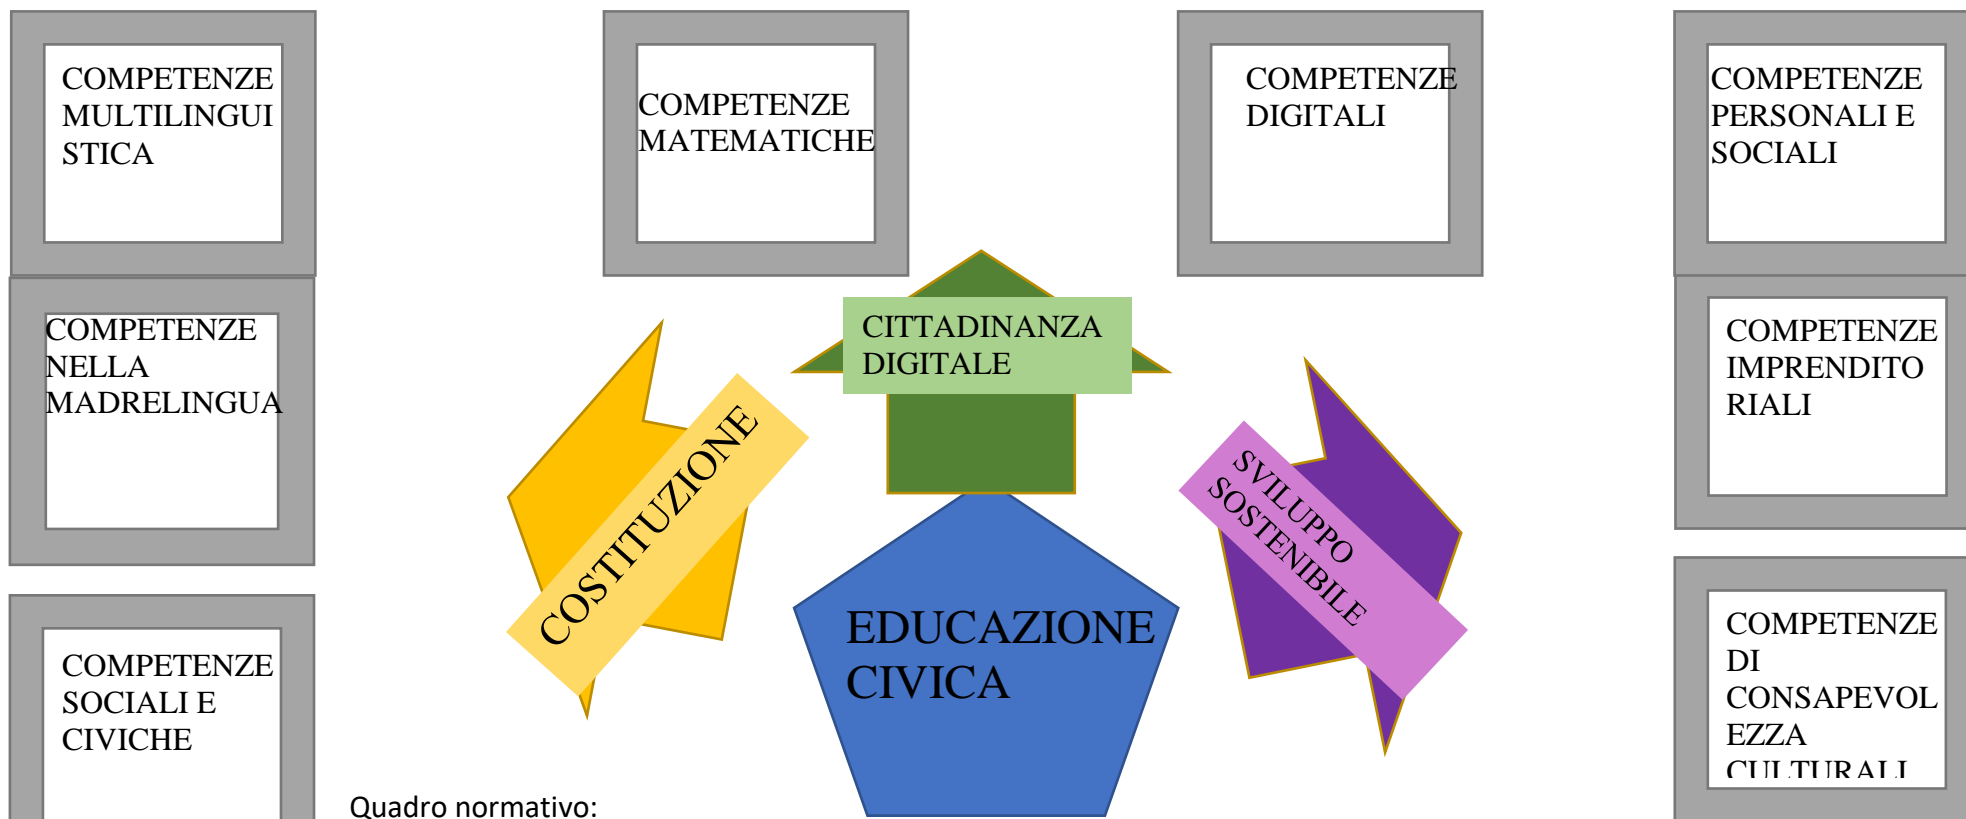 COMPETENZE
MULTILINGUI
STICA
COMPETENZE
MATEMATICHE
COMPETENZE
DIGITALI
COMPETENZE
PERSONALI E
SOCIALI
COMPETENZE
NELLA
MADRELINGUA
CITTADINANZA
DIGITALE
COMPETENZE
IMPRENDITO
RIALI
COSTITUZIONE
SVILUPPO
SOSTENIBILE
EDUCAZIONE
CIVICA
COMPETENZE
SOCIALI E
CIVICHE
COMPETENZE
DI
CONSAPEVOL
EZZA
CULTURALI
Quadro normativo: